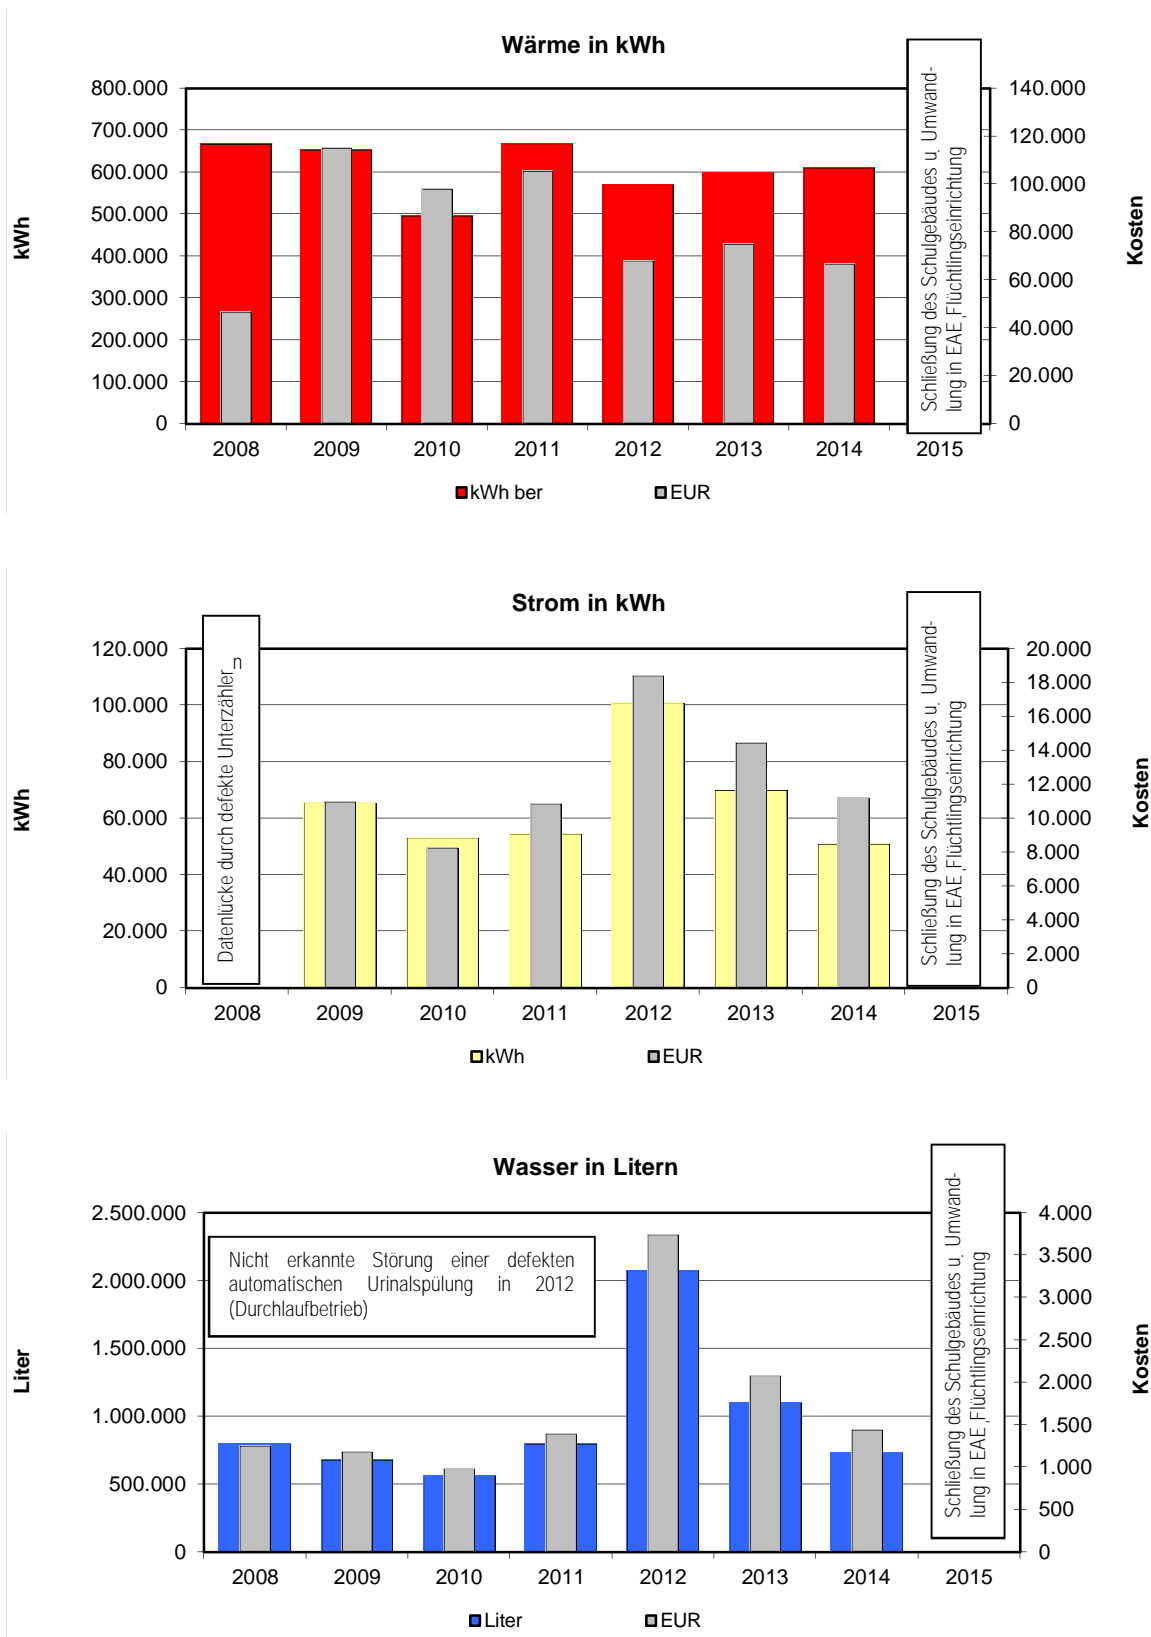 Wärme in kWh
800.000
700.000
600.000
500.000
400.000
300.000
200.000
100.000
0
kWh
140.000
120.000
100.000
80.000
60.000
40.000
20.000
0
Kosten
Schließung des Schulgebäudes u. Umwand-
lung in EAE Flüchtlingseinrichtung
2008 2009 2010 2011 2012 2013 2014 2015
kWh ber EUR
Strom in kWh
120.000
100.000
80.000
60.000
40.000
20.000
0
kWh
20.000
18.000
16.000
14.000
12.000
10.000
8.000
6.000
4.000
2.000
0
Kosten
Datenlücke durch defekte Unterzähler_n
Schließung des Schulgebäudes u. Umwand-
lung in EAE Flüchtlingseinrichtung
2008 2009 2010 2011 2012 2013 2014 2015
kWh EUR
Wasser in Litern
2.500.000
2.000.000
1.500.000
1.000.000
500.000
0
Liter
4.000
3.500
3.000
2.500
2.000
1.500
1.000
500
0
Kosten
Nicht erkannte Störung einer defekten
automatischen Urinalspülung in 2012
(Durchlaufbetrieb)
Schließung des Schulgebäudes u. Umwand-
lung in EAE Flüchtlingseinrichtung
2008 2009 2010 2011 2012 2013 2014 2015
Liter EUR